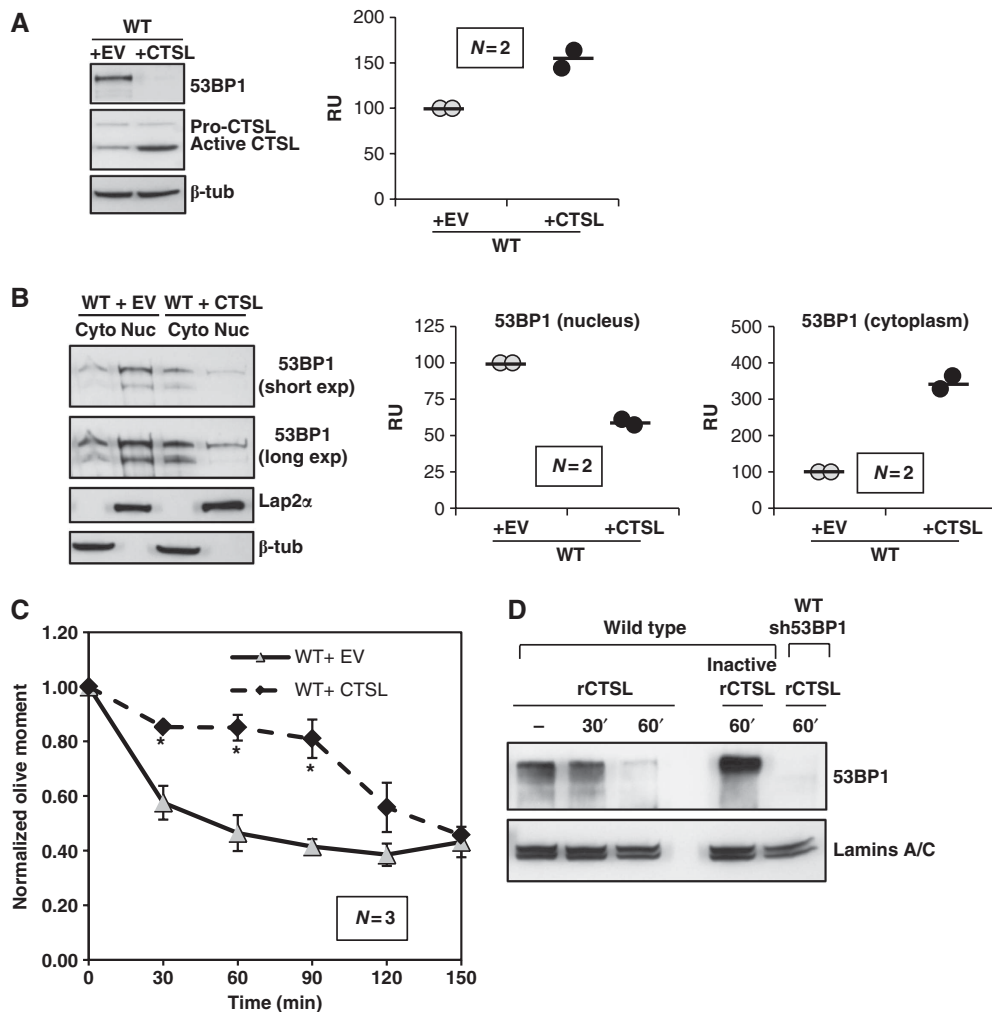 A
WT
+EV +CTSL
53BP1
Pro-CTSL
Active CTSL
β-tub
200
150
100
50
0
RU
N=2
+EV +CTSL
WT
B
WT + EV WT + CTSL
Cyto Nuc Cyto Nuc
53BP1
(short exp)
53BP1
(long exp)
Lap2α
β-tub
53BP1 (nucleus)
125
100
75
50
25
0
RU
N=2
+EV +CTSL
WT
53BP1 (cytoplasm)
500
400
300
200
100
0
RU
N=2
+EV +CTSL
WT
C
1.20
1.00
0.80
0.60
0.40
0.20
0.00
Normalized olive moment
WT+ EV
WT+ CTSL
* * *
N=3
0 30 60 90 120 150
Time (min)
D
WT
sh53BP1
Wild type
Inactive
rCTSL rCTSL rCTSL
– 30′ 60′ 60′ 60′
53BP1
Lamins A/C